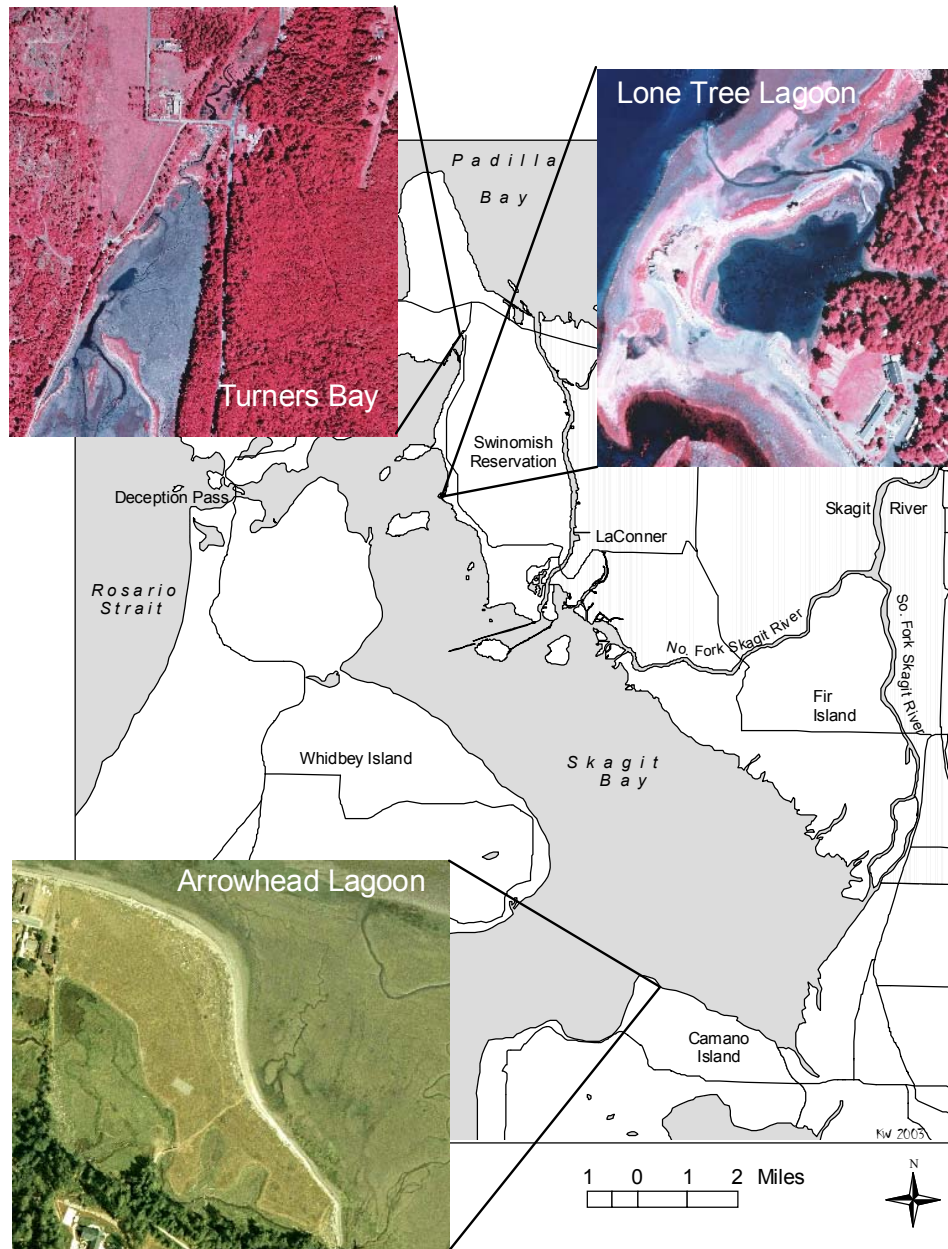 Lone Tree Lagoon
Padilla
Bay
Turners Bay
Swinomish
Reservation
Deception Pass
Skagit River
LaConner
Rosario
Strait
No. Fork Skagit River
So. Fork Skagit River
Fir
Island
Whidbey Island
Skagit
Bay
Arrowhead Lagoon
Camano
Island
KW 2003
N
1 0 1 2 Miles